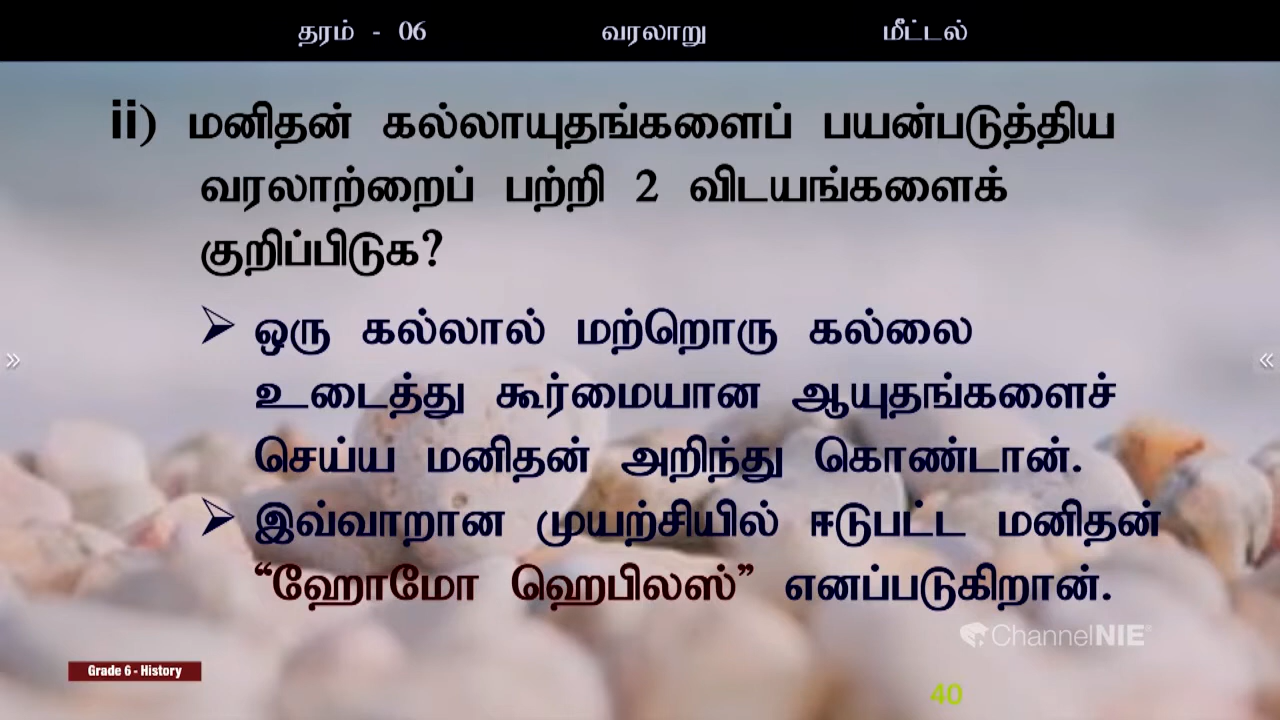 தரம் - 06 வரலாறு மீட்டல்
ii) மனிதன் கல்லாயுதங்களைப் பயன்படுத்திய
வரலாற்றைப் பற்றி 2 விடயங்களைக்
குறிப்பிடுக?
➢ ஒரு கல்லால் மற்றொரு கல்லை
உடைத்து கூர்மையான ஆயுதங்களைச்
செய்ய மனிதன் அறிந்து கொண்டான்.
➢ இவ்வாறான முயற்சியில் ஈடுபட்ட மனிதன்
“ஹோமோ ஹெபிலஸ்” எனப்படுகிறான்.
ChannelNIE
Grade 6 - History
40